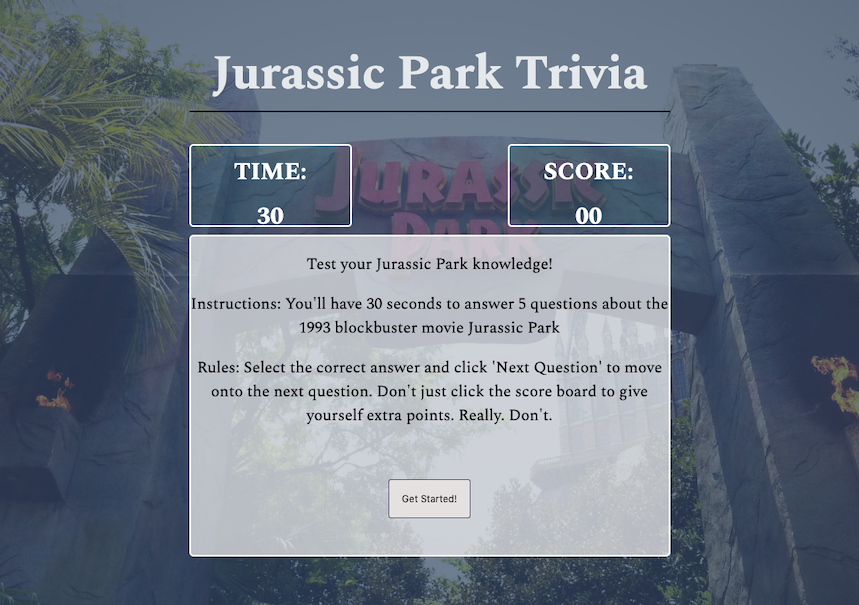 Jurassic Park Trivia
TIME:
30
SCORE:
00
JURASSIC
PARK
Test your Jurassic Park knowledge!
Instructions: You'll have 30 seconds to answer 5 questions about the
1993 blockbuster movie Jurassic Park
Rules: Select the correct answer and click 'Next Question' to move
onto the next question. Don't just click the score board to give
yourself extra points. Really. Don't.
Get Started!